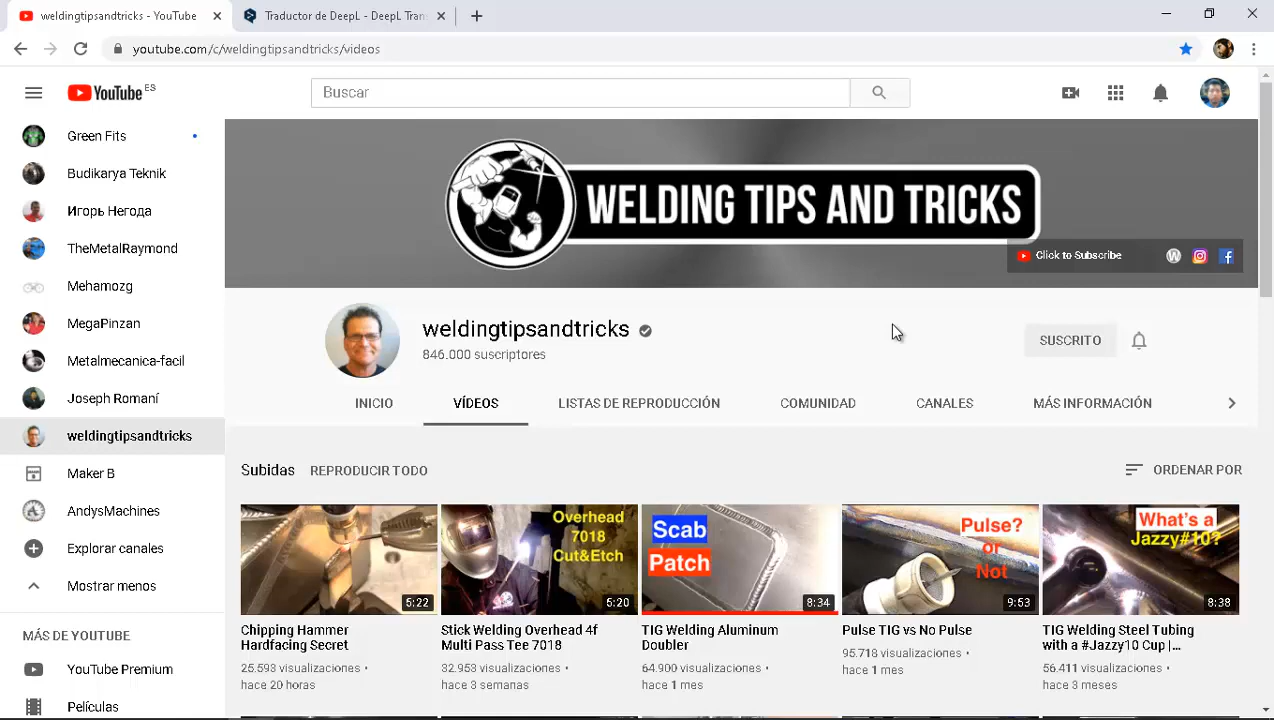 weldingtipsandtricks - YouTube
Traductor de DeepL - DeepL Tran
youtube.com/c/weldingtipsandtricks/videos
YouTube ES
Buscar
Green Fits
Budikarya Teknik
Игорь Негода
TheMetalRaymond
Mehamozg
MegaPinzan
Metalmecanica-facil
Joseph Romaní
weldingtipsandtricks
Maker B
AndysMachines
Explorar canales
Mostrar menos
MÁS DE YOUTUBE
YouTube Premium
Películas
WELDING TIPS AND TRICKS
Click to Subscribe
weldingtipsandtricks
846.000 suscriptores
SUSCRITO
INICIO
VÍDEOS
LISTAS DE REPRODUCCIÓN
COMUNIDAD
CANALES
MÁS INFORMACIÓN
Subidas
REPRODUCIR TODO
ORDENAR POR
5:22
Chipping Hammer
Hardfacing Secret
25.593 visualizaciones •
hace 20 horas
Overhead
7018
Cut&Etch
5:20
Stick Welding Overhead 4f
Multi Pass Tee 7018
32.953 visualizaciones •
hace 3 semanas
Scab
Patch
8:34
TIG Welding Aluminum
Doubler
64.900 visualizaciones •
hace 1 mes
Pulse?
or
Not
9:53
Pulse TIG vs No Pulse
95.718 visualizaciones •
hace 1 mes
What's a
Jazzy#10?
8:38
TIG Welding Steel Tubing
with a #Jazzy10 Cup |...
56.411 visualizaciones •
hace 3 meses